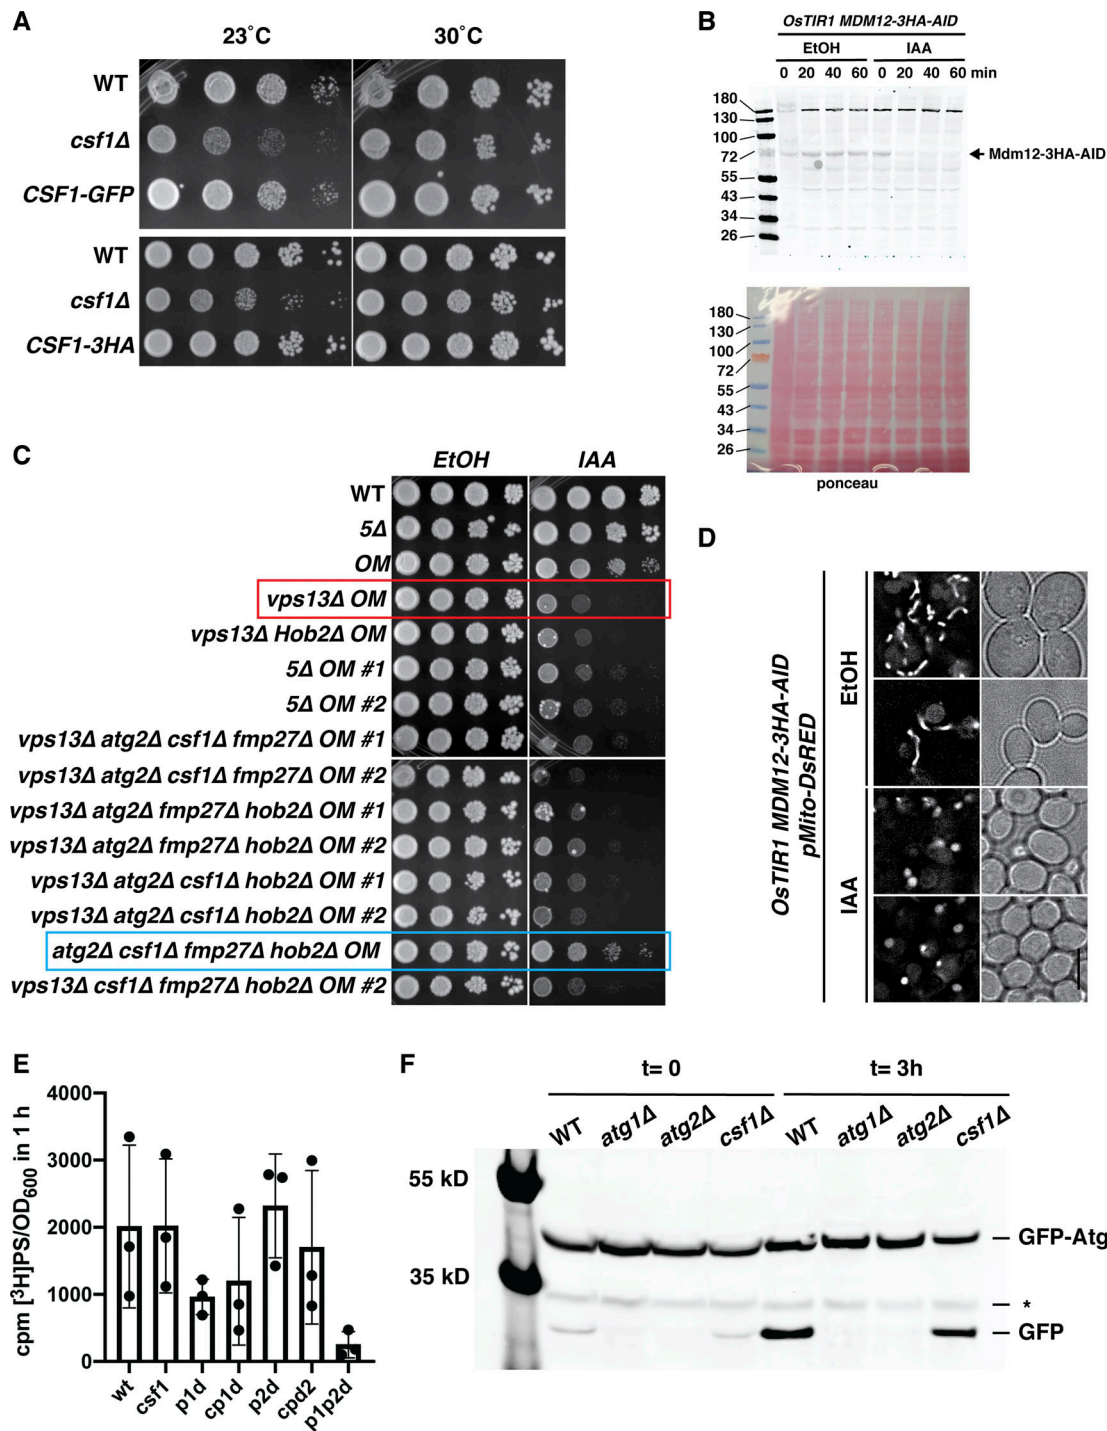 A
23˚C 30˚C
WT
csf1Δ
CSF1-GFP
WT
csf1Δ
CSF1-3HA
B
OsTIR1 MDM12-3HA-AID
EtOH IAA
0 20 40 60 0 20 40 60 min
180
130
100
72
55
43
34
26
Mdm12-3HA-AID
180
130
100
72
55
43
34
26
ponceau
C
EtOH IAA
WT
5Δ
OM
vps13Δ OM
vps13Δ Hob2Δ OM
5Δ OM #1
5Δ OM #2
vps13Δ atg2Δ csf1Δ fmp27Δ OM #1
vps13Δ atg2Δ csf1Δ fmp27Δ OM #2
vps13Δ atg2Δ fmp27Δ hob2Δ OM #1
vps13Δ atg2Δ fmp27Δ hob2Δ OM #2
vps13Δ atg2Δ csf1Δ hob2Δ OM #1
vps13Δ atg2Δ csf1Δ hob2Δ OM #2
atg2Δ csf1Δ fmp27Δ hob2Δ OM
vps13Δ csf1Δ fmp27Δ hob2Δ OM #2
D
OsTIR1 MDM12-3HA-AID
pMito-DsRED
EtOH
IAA
E
cpm [³H]PS/OD₆₀₀ in 1 h
4000
3000
2000
1000
0
wt csf1 p1d cp1d p2d cpd2 p1p2d
F
t= 0 t= 3h
WT atg1Δ atg2Δ csf1Δ WT atg1Δ atg2Δ csf1Δ
55 kD
35 kD
GFP-Atg
*
GFP